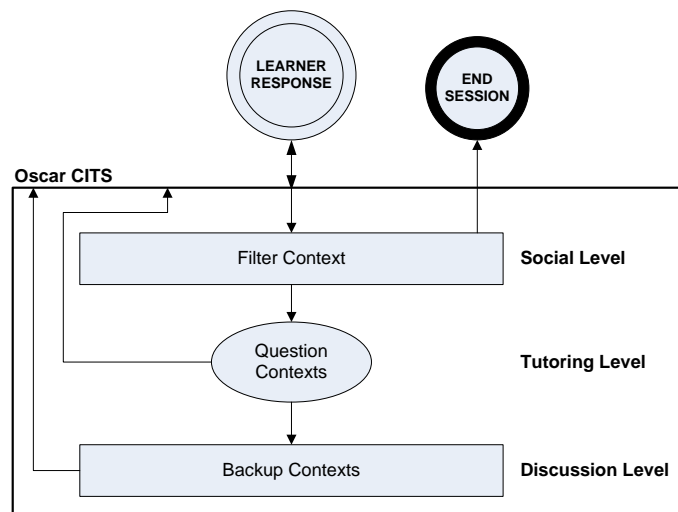 LEARNER
RESPONSE
END
SESSION
Oscar CITS
Filter Context
Social Level
Question
Contexts
Tutoring Level
Backup Contexts
Discussion Level